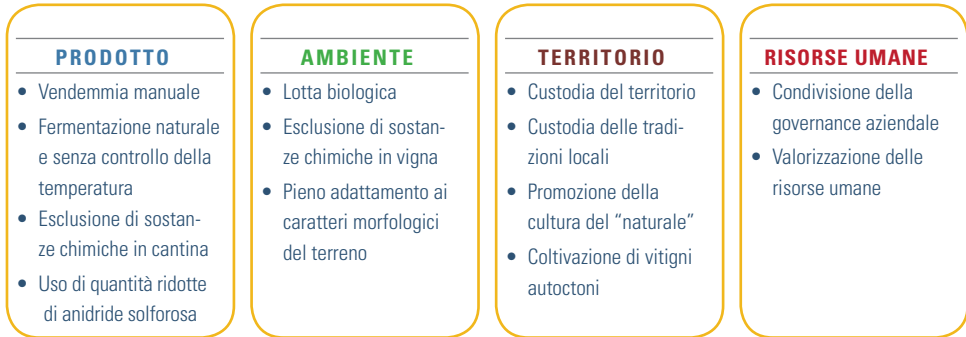 PRODOTTO
• Vendemmia manuale
• Fermentazione naturale
e senza controllo della
temperatura
• Esclusione di sostan-
ze chimiche in cantina
• Uso di quantità ridotte
di anidride solforosa
AMBIENTE
• Lotta biologica
• Esclusione di sostan-
ze chimiche in vigna
• Pieno adattamento ai
caratteri morfologici
del terreno
TERRITORIO
• Custodia del territorio
• Custodia delle tradi-
zioni locali
• Promozione della
cultura del “naturale”
• Coltivazione di vitigni
autoctoni
RISORSE UMANE
• Condivisione della
governance aziendale
• Valorizzazione delle
risorse umane